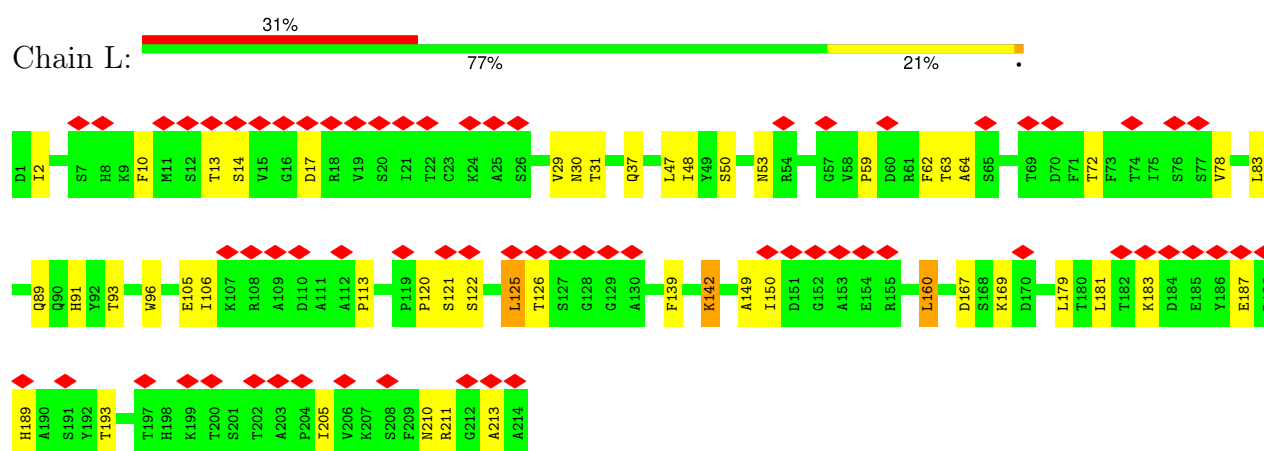 31%
Chain L:
77% 21% •
D1 I2 S7 H8 K9 F10 M11 S12 T13 S14 V15 G16 D17 R18 V19 S20 I21 T22 C23 K24 A25 S26 V29 N30 T31 Q37 L47 I48 Y49 S50 N53 R54 G57 V58 P59 D60 R61 F62 T63 A64 S65 T69 D70 F71 T72 F73 T74 I75 S76 S77 V78 L83
Q89 Q90 H91 Y92 T93 W96 E105 I106 K107 R108 A109 D110 A111 A112 P113 P119 P120 S121 S122 L125 T126 S127 G128 G129 A130 F139 K142 A149 I150 D151 G152 A153 E154 R155 L160 D167 S168 K169 D170 L179 T180 L181 T182 K183 D184 E185 Y186 E187
H189 A190 S191 Y192 T193 T197 H198 K199 T200 S201 T202 A203 P204 I205 V206 K207 S208 F209 N210 R211 G212 A213 A214